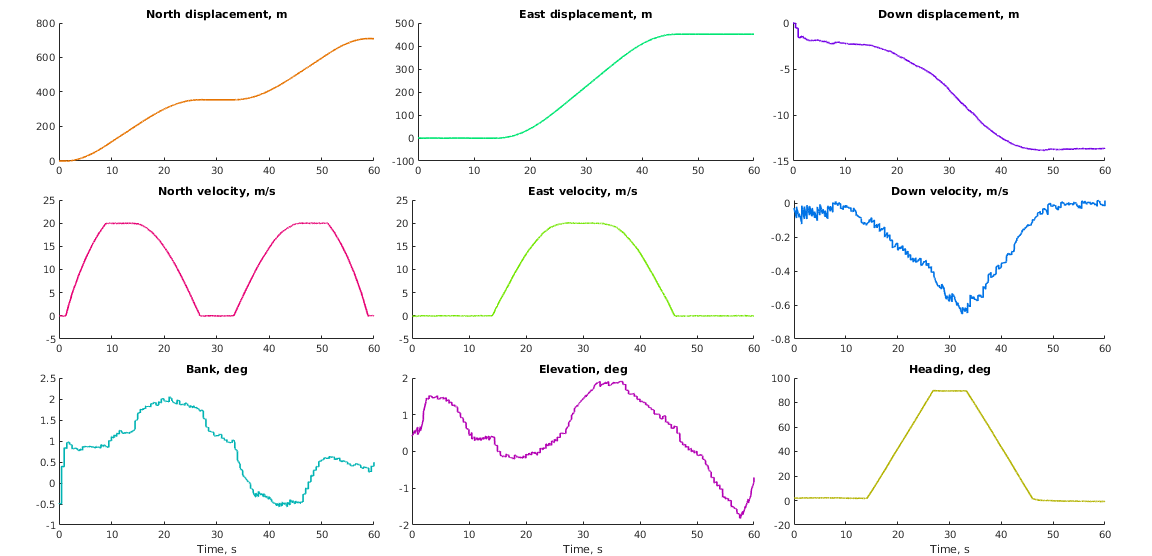 North displacement, m
East displacement, m
Down displacement, m
800
600
400
200
0
0 10 20 30 40 50 60
500
400
300
200
100
0
-100
0 10 20 30 40 50 60
0
-5
-10
-15
0 10 20 30 40 50 60
North velocity, m/s
East velocity, m/s
Down velocity, m/s
25
20
15
10
5
0
-5
0 10 20 30 40 50 60
25
20
15
10
5
0
-5
0 10 20 30 40 50 60
0
-0.2
-0.4
-0.6
-0.8
0 10 20 30 40 50 60
Bank, deg
Elevation, deg
Heading, deg
2.5
2
1.5
1
0.5
0
-0.5
-1
0 10 20 30 40 50 60
Time, s
2
1
0
-1
-2
0 10 20 30 40 50 60
Time, s
100
80
60
40
20
0
-20
0 10 20 30 40 50 60
Time, s